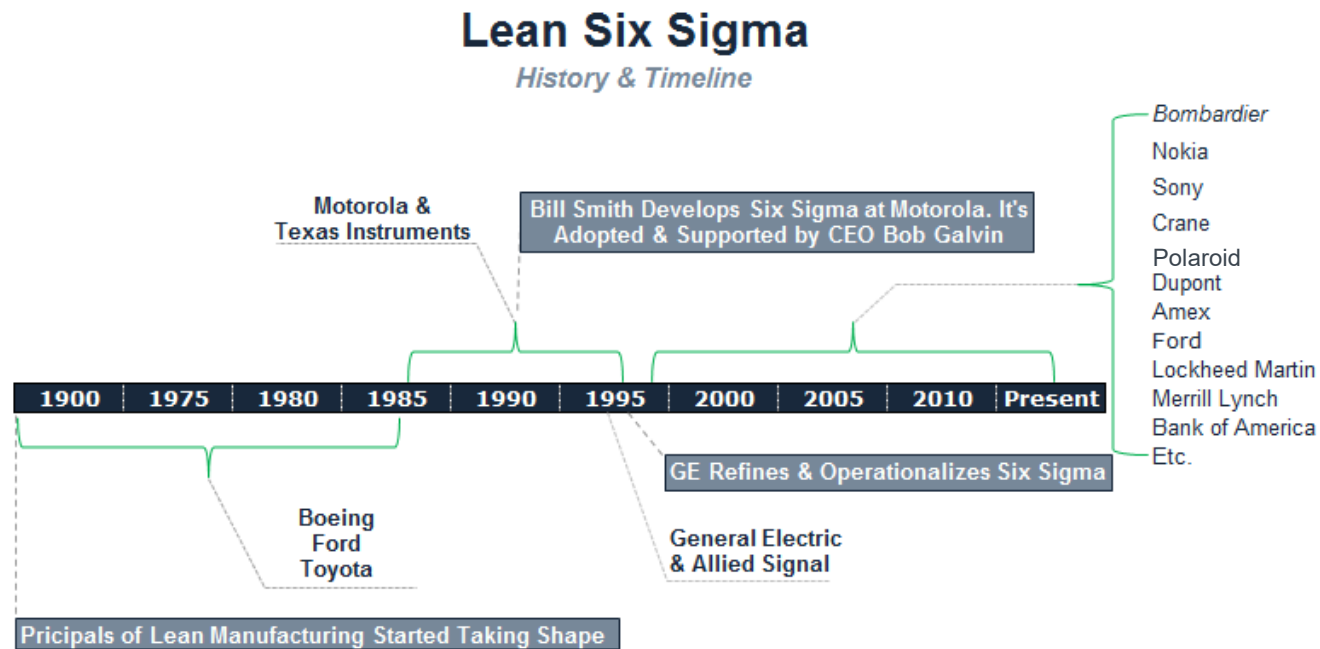 Lean Six Sigma
History & Timeline
Bombardier
Nokia
Sony
Crane
Polaroid
Dupont
Amex
Ford
Lockheed Martin
Merrill Lynch
Bank of America
Etc.
Motorola &
Texas Instruments
Bill Smith Develops Six Sigma at Motorola. It's
Adopted & Supported by CEO Bob Galvin
1900 1975 1980 1985 1990 1995 2000 2005 2010 Present
GE Refines & Operationalizes Six Sigma
Boeing
Ford
Toyota
General Electric
& Allied Signal
Pricipals of Lean Manufacturing Started Taking Shape